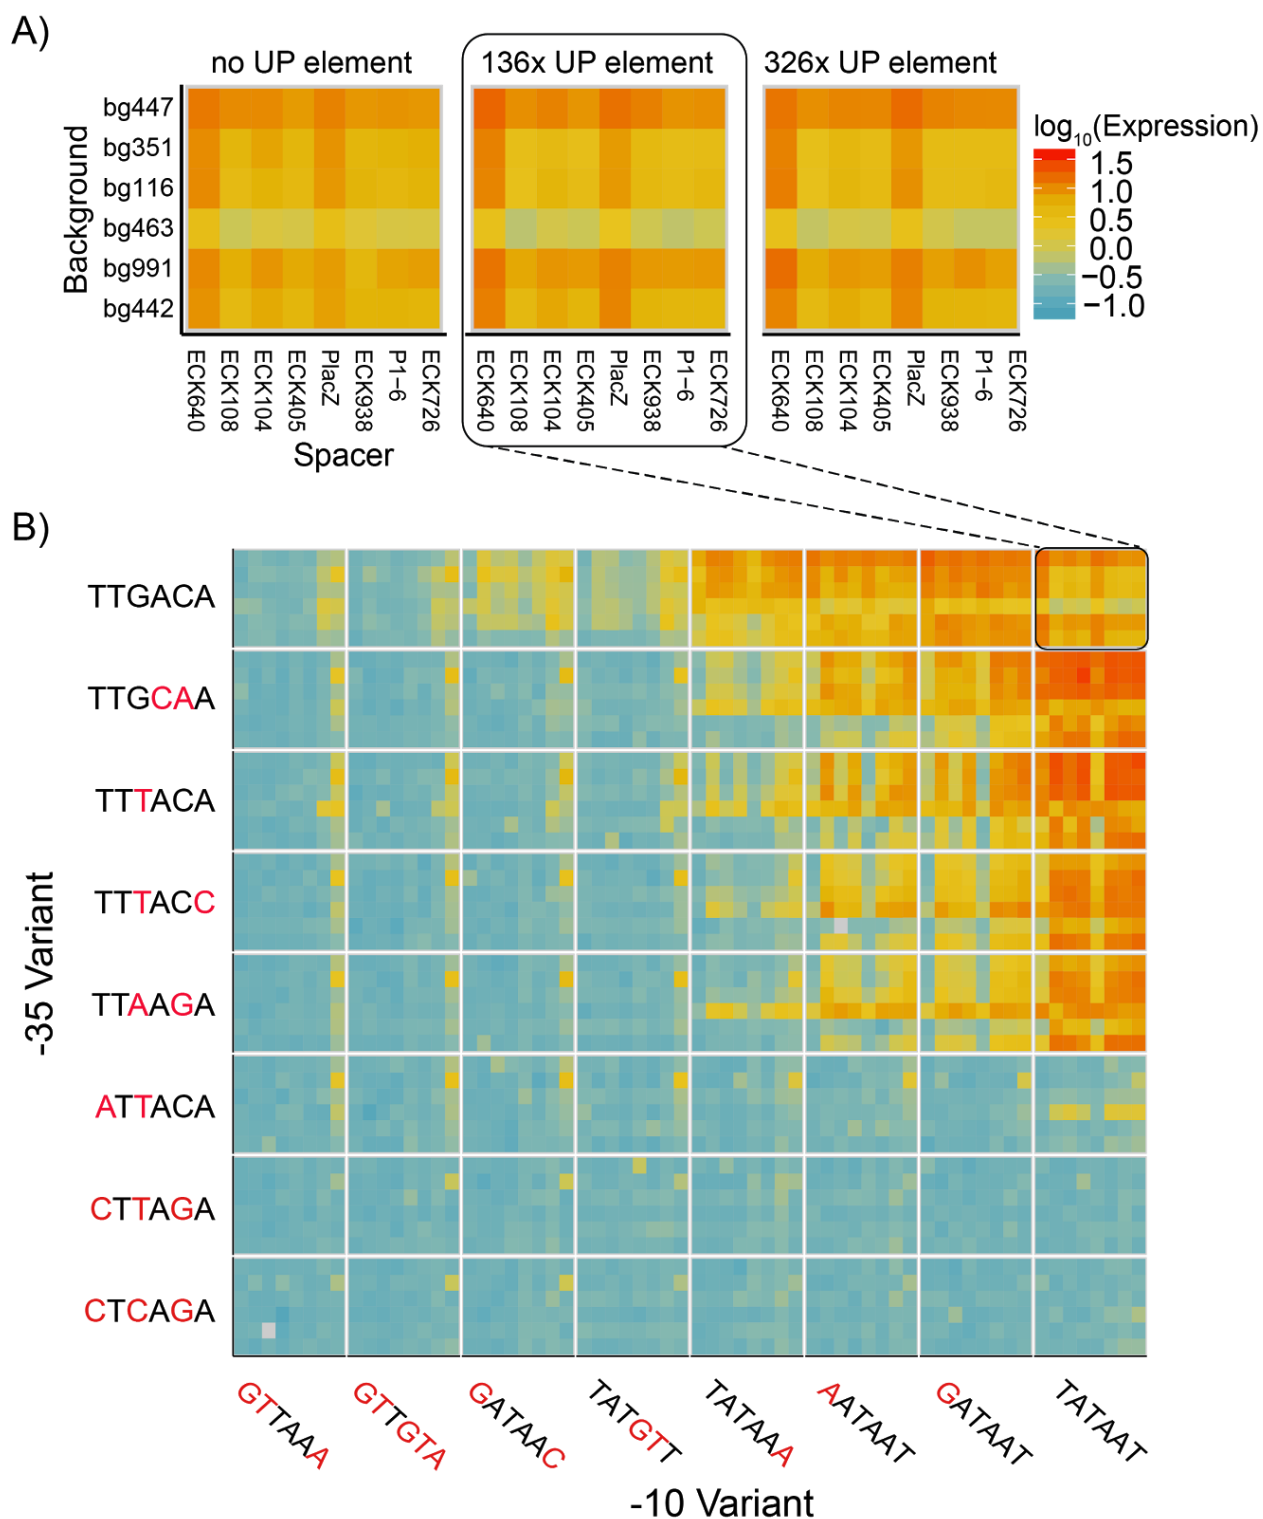 A)
no UP element
136x UP element
326x UP element
Background
bg447
bg351
bg116
bg463
bg991
bg442
log10(Expression)
1.5
1.0
0.5
0.0
−0.5
−1.0
ECK640
ECK108
ECK104
ECK405
PlacZ
ECK938
P1−6
ECK726
ECK640
ECK108
ECK104
ECK405
PlacZ
ECK938
P1−6
ECK726
ECK640
ECK108
ECK104
ECK405
PlacZ
ECK938
P1−6
ECK726
Spacer
B)
-35 Variant
TTGACA
TTGCAA
TTTACA
TTTACC
TTAAGA
ATTACA
CTTAGA
CTCAGA
GTTAAA
GTTGTA
GATAAC
TATGTT
TATAAA
AATAAT
GATAAT
TATAAT
-10 Variant